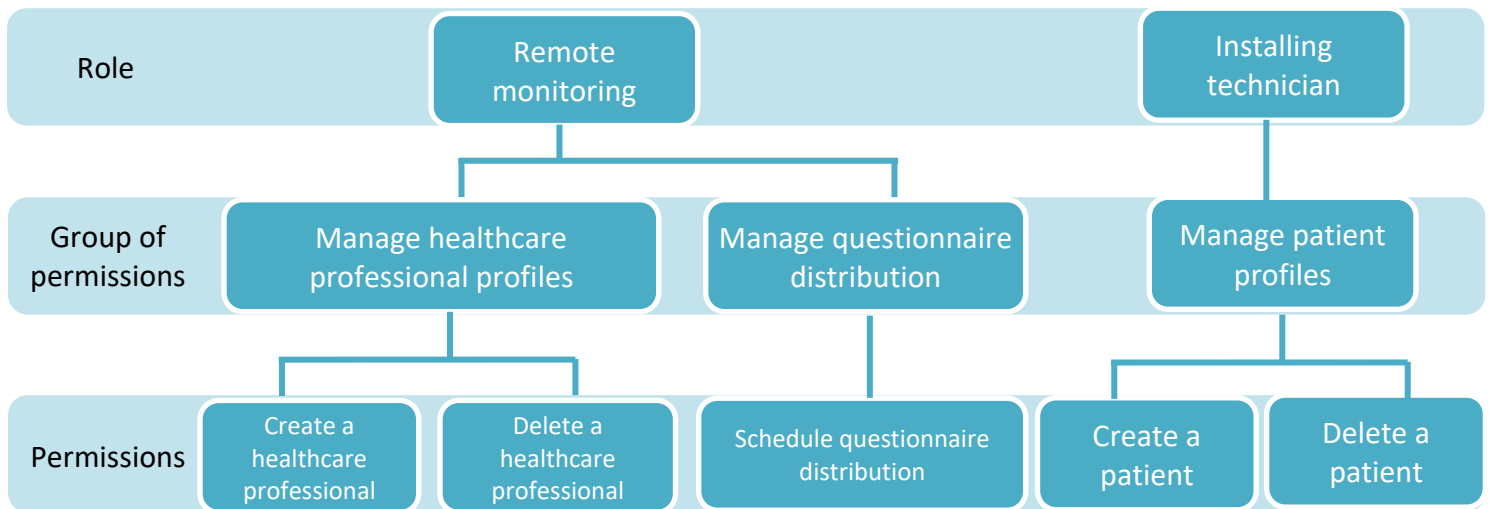 Role
Remote
monitoring
Installing
technician
Group of
permissions
Manage healthcare
professional profiles
Manage questionnaire
distribution
Manage patient
profiles
Permissions
Create a
healthcare
professional
Delete a
healthcare
professional
Schedule questionnaire
distribution
Create a
patient
Delete a
patient